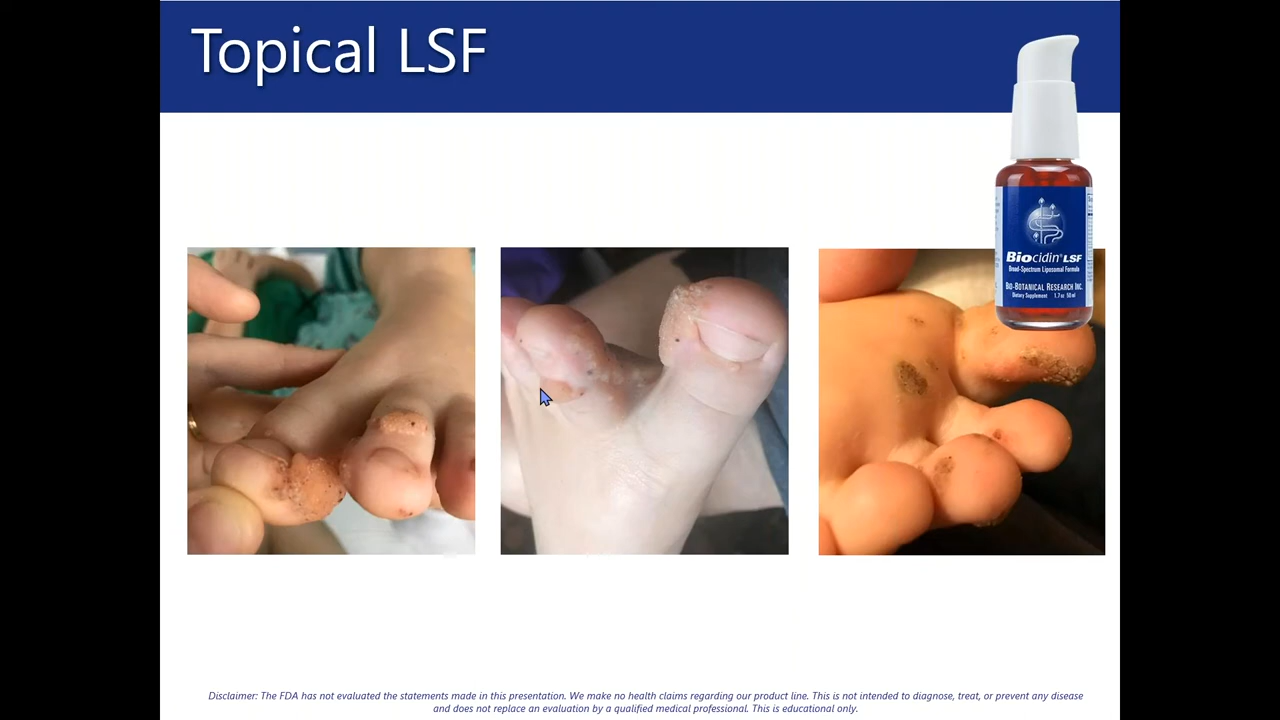 Topical LSF
Biocidin® LSF
Broad-Spectrum Liposomal Formula
BIO-BOTANICAL RESEARCH INC.
Dietary Supplement 1.7 oz 50 ml
Disclaimer: The FDA has not evaluated the statements made in this presentation. We make no health claims regarding our product line. This is not intended to diagnose, treat, or prevent any disease
and does not replace an evaluation by a qualified medical professional. This is educational only.